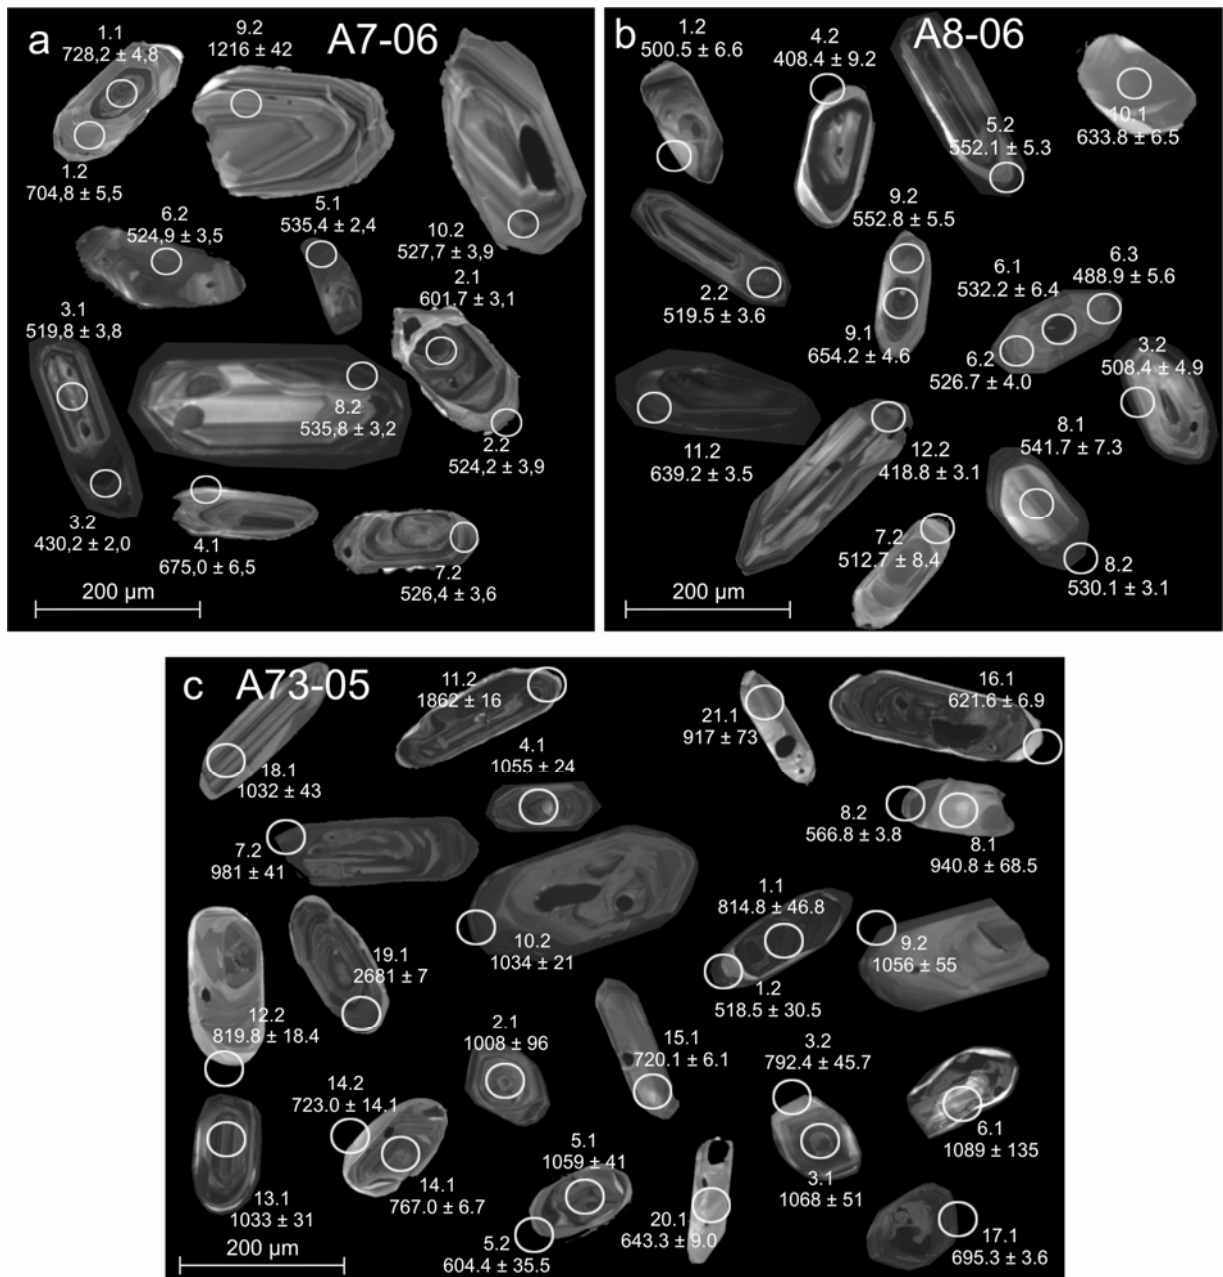 a
A7-06
1.1
728,2 ± 4,8
9.2
1216 ± 42
1.2
704,8 ± 5,5
6.2
524,9 ± 3,5
5.1
535,4 ± 2,4
10.2
527,7 ± 3,9
2.1
601.7 ± 3,1
3.1
519,8 ± 3,8
8.2
535,8 ± 3,2
2.2
524,2 ± 3,9
3.2
430,2 ± 2,0
4.1
675,0 ± 6,5
7.2
526,4 ± 3,6
200 µm
b
A8-06
1.2
500.5 ± 6.6
4.2
408.4 ± 9.2
5.2
552.1 ± 5.3
10.1
633.8 ± 6.5
9.2
552.8 ± 5.5
2.2
519.5 ± 3.6
6.1
532.2 ± 6.4
6.3
488.9 ± 5.6
9.1
654.2 ± 4.6
6.2
526.7 ± 4.0
3.2
508.4 ± 4.9
11.2
639.2 ± 3.5
12.2
418.8 ± 3.1
8.1
541.7 ± 7.3
7.2
512.7 ± 8.4
8.2
530.1 ± 3.1
200 µm
c
A73-05
11.2
1862 ± 16
16.1
621.6 ± 6.9
21.1
917 ± 73
18.1
1032 ± 43
4.1
1055 ± 24
8.2
566.8 ± 3.8
8.1
940.8 ± 68.5
7.2
981 ± 41
1.1
814.8 ± 46.8
10.2
1034 ± 21
19.1
2681 ± 7
9.2
1056 ± 55
1.2
518.5 ± 30.5
12.2
819.8 ± 18.4
2.1
1008 ± 96
15.1
720.1 ± 6.1
3.2
792.4 ± 45.7
14.2
723.0 ± 14.1
6.1
1089 ± 135
5.1
1059 ± 41
14.1
767.0 ± 6.7
3.1
1068 ± 51
13.1
1033 ± 31
20.1
643.3 ± 9.0
17.1
695.3 ± 3.6
5.2
604.4 ± 35.5
200 µm